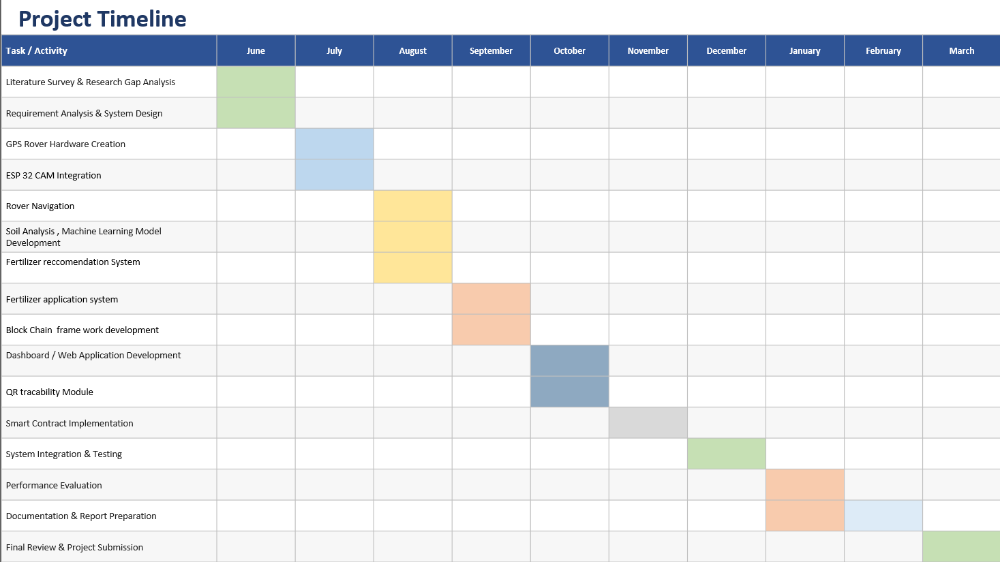 Project Timeline
Task / Activity June July August September October November December January February March
Literature Survey & Research Gap Analysis
Requirement Analysis & System Design
GPS Rover Hardware Creation
ESP 32 CAM Integration
Rover Navigation
Soil Analysis , Machine Learning Model
Development
Fertilizer reccomendation System
Fertilizer application system
Block Chain  frame work development
Dashboard / Web Application Development
QR tracability Module
Smart Contract Implementation
System Integration & Testing
Performance Evaluation
Documentation & Report Preparation
Final Review & Project Submission